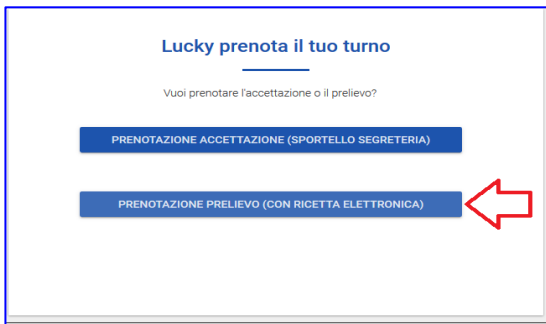 Lucky prenota il tuo turno
Vuoi prenotare l'accettazione o il prelievo?
PRENOTAZIONE ACCETTAZIONE (SPORTELLO SEGRETERIA)
PRENOTAZIONE PRELIEVO (CON RICETTA ELETTRONICA)